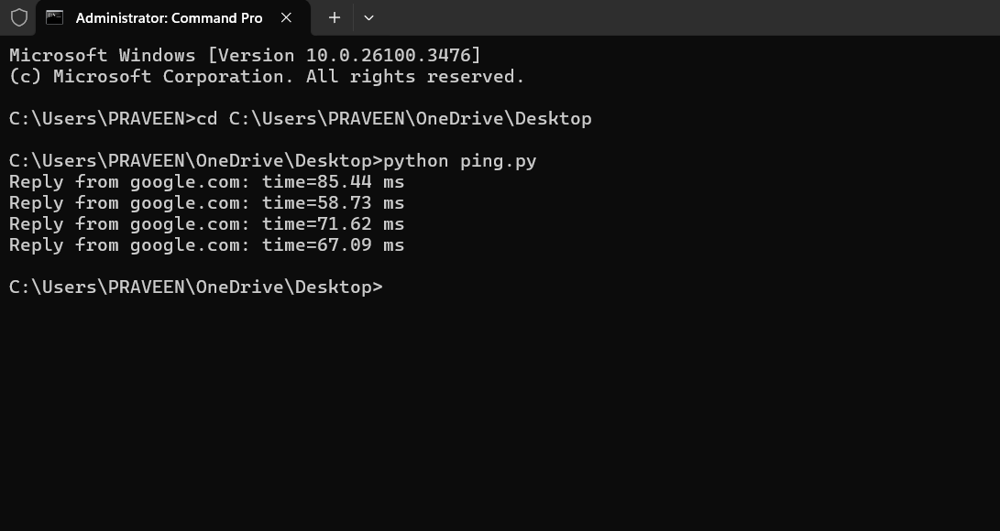 Administrator: Command Pro
Microsoft Windows [Version 10.0.26100.3476]
(c) Microsoft Corporation. All rights reserved.
C:\Users\PRAVEEN>cd C:\Users\PRAVEEN\OneDrive\Desktop
C:\Users\PRAVEEN\OneDrive\Desktop>python ping.py
Reply from google.com: time=85.44 ms
Reply from google.com: time=58.73 ms
Reply from google.com: time=71.62 ms
Reply from google.com: time=67.09 ms
C:\Users\PRAVEEN\OneDrive\Desktop>